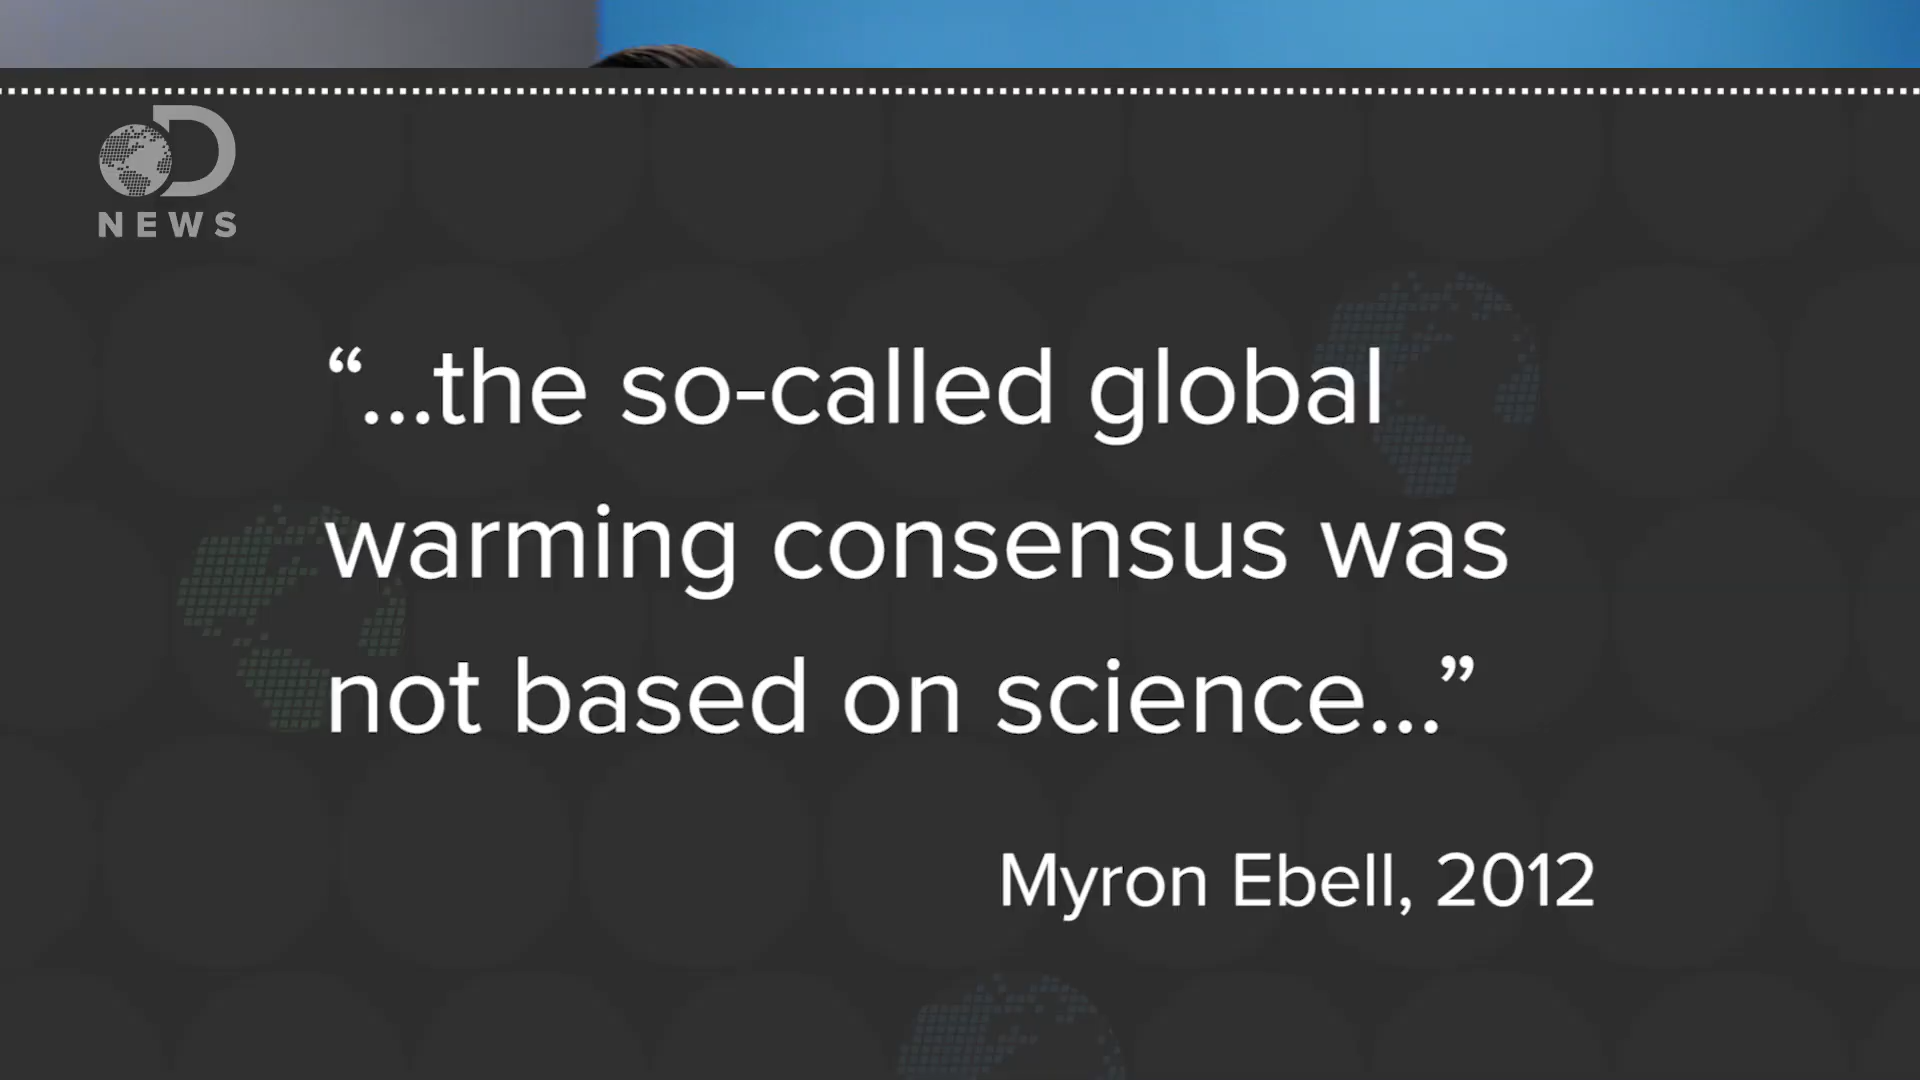 D
NEWS
“...the so-called global
warming consensus was
not based on science...”
Myron Ebell, 2012